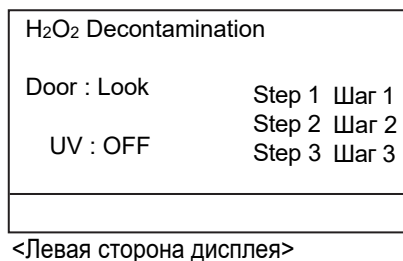 H₂O₂ Decontamination
Door : Look
Step 1 Шаг 1
Step 2 Шаг 2
UV : OFF
Step 3 Шаг 3
<Левая сторона дисплея>